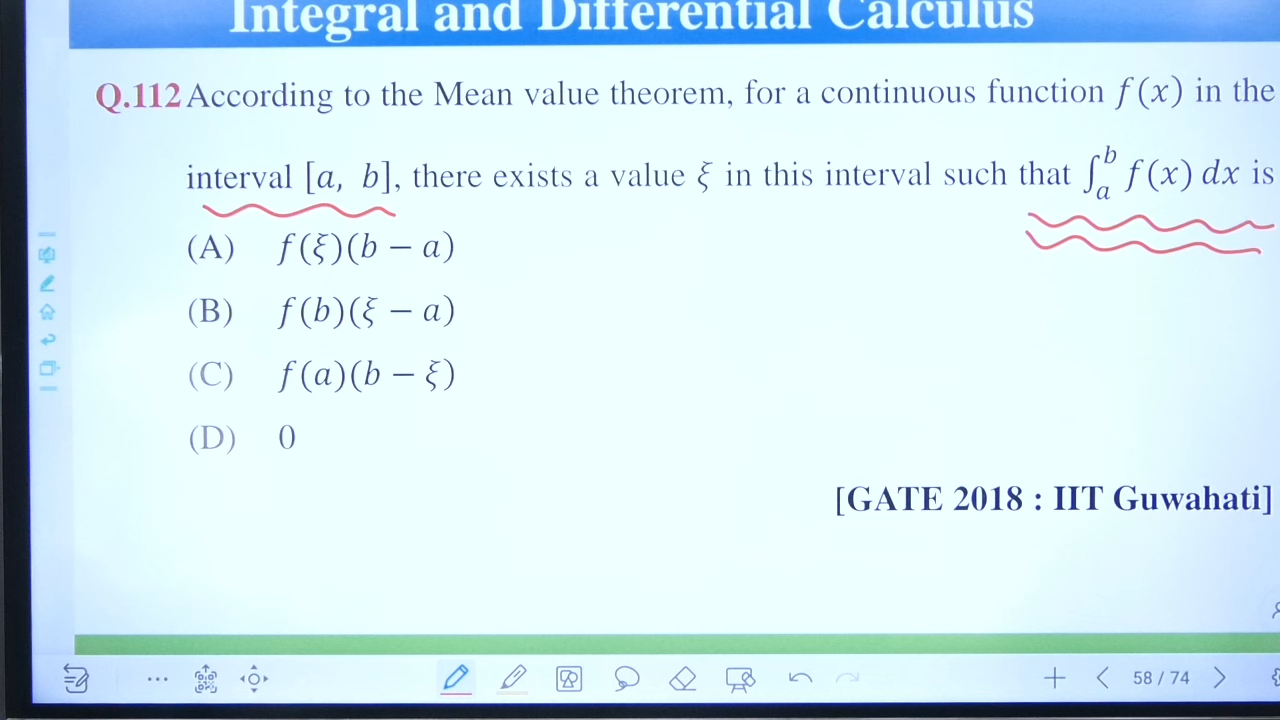 Integral and Differential Calculus
Q.112 According to the Mean value theorem, for a continuous function f(x) in the
interval [a, b], there exists a value ξ in this interval such that ∫ₐᵇ f(x) dx is
(A) f(ξ)(b − a)
(B) f(b)(ξ − a)
(C) f(a)(b − ξ)
(D) 0
[GATE 2018 : IIT Guwahati]
58 / 74